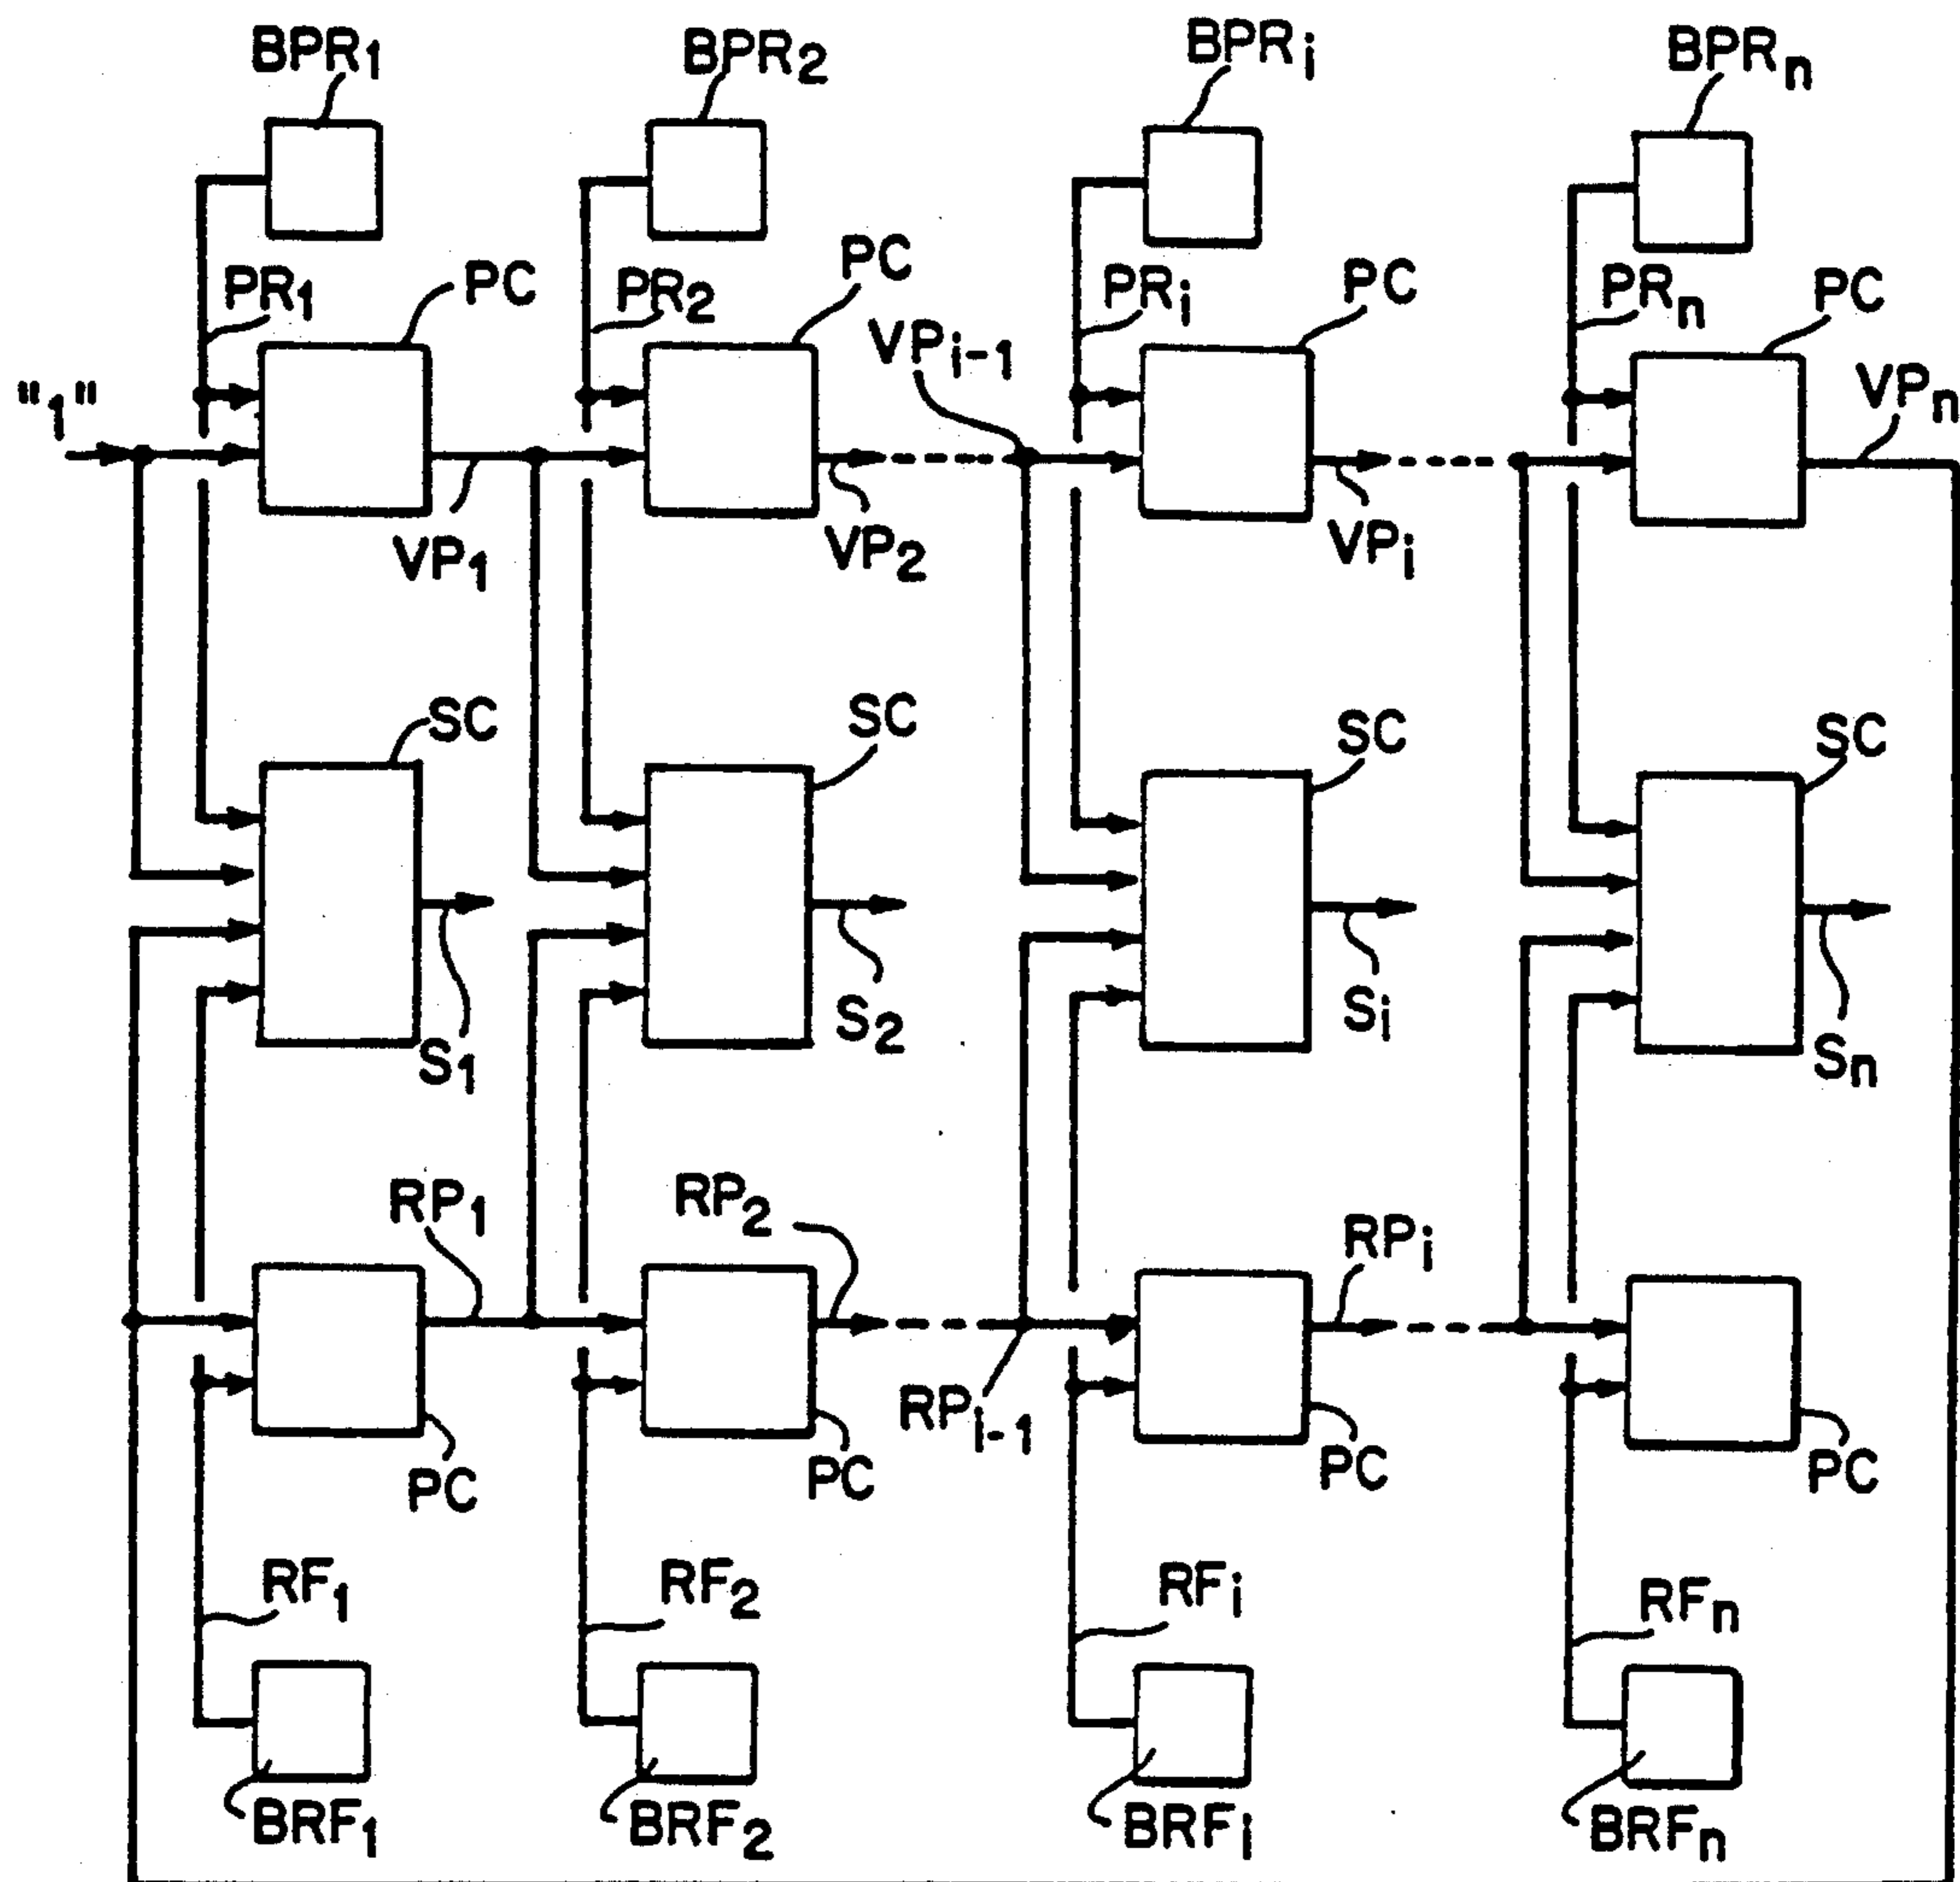 BPR1 BPR2 BPRi BPRn
PR1 PC PR2 PC VPi-1 PRi PC PRn PC
"1" VPn
VP1 VP2 VPi
SC SC SC SC
S1 S2 Si Sn
RP1 RP2 RPi
RPi-1
PC PC PC PC
RF1 RF2 RFi RFn
BRF1 BRF2 BRFi BRFn